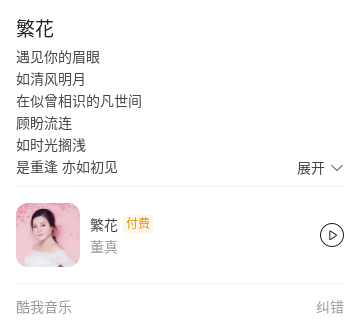 繁花
遇见你的眉眼
如清风明月
在似曾相识的凡世间
顾盼流连
如时光搁浅
是重逢 亦如初见
展开
繁花 付费
董真
酷我音乐
纠错